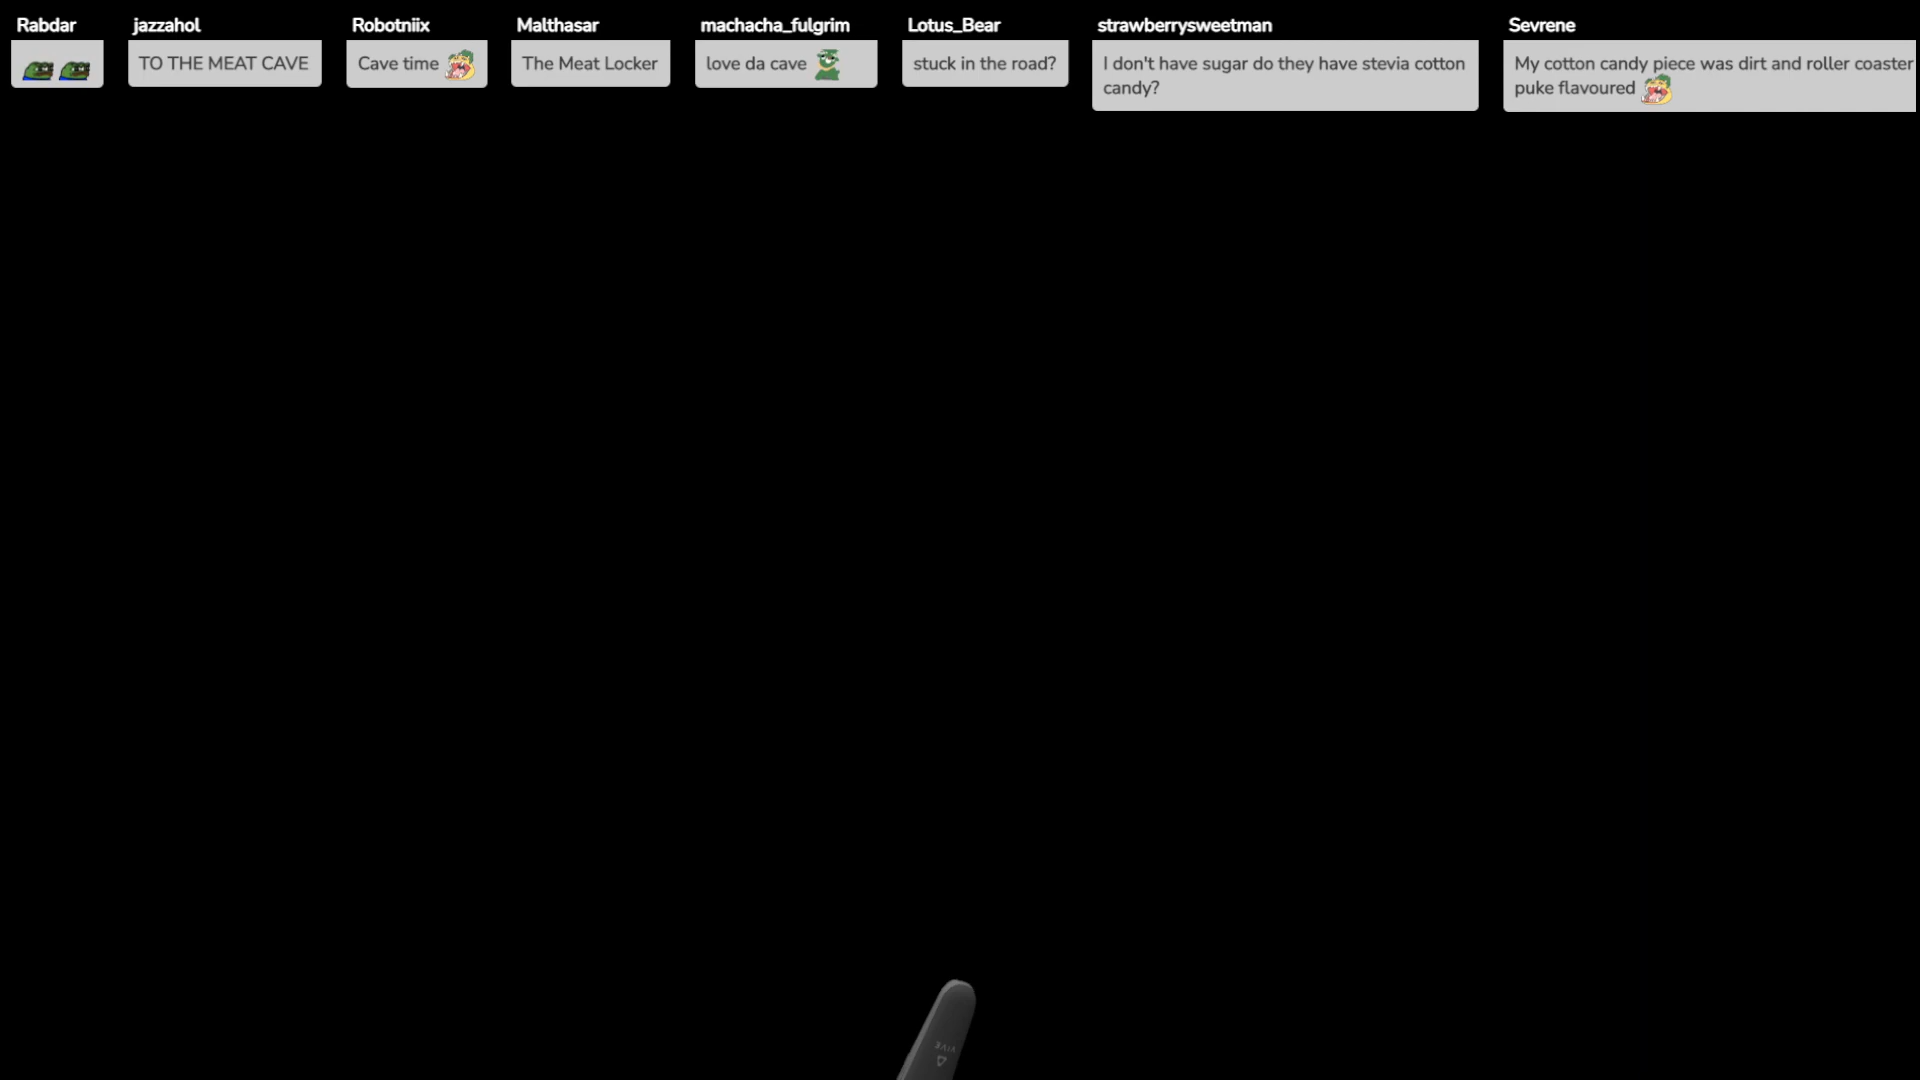 Rabdar
jazzahol
TO THE MEAT CAVE
Robotniix
Cave time
Malthasar
The Meat Locker
machacha_fulgrim
love da cave
Lotus_Bear
stuck in the road?
strawberrysweetman
I don't have sugar do they have stevia cotton
candy?
Sevrene
My cotton candy piece was dirt and roller coaster
puke flavoured
VIVE